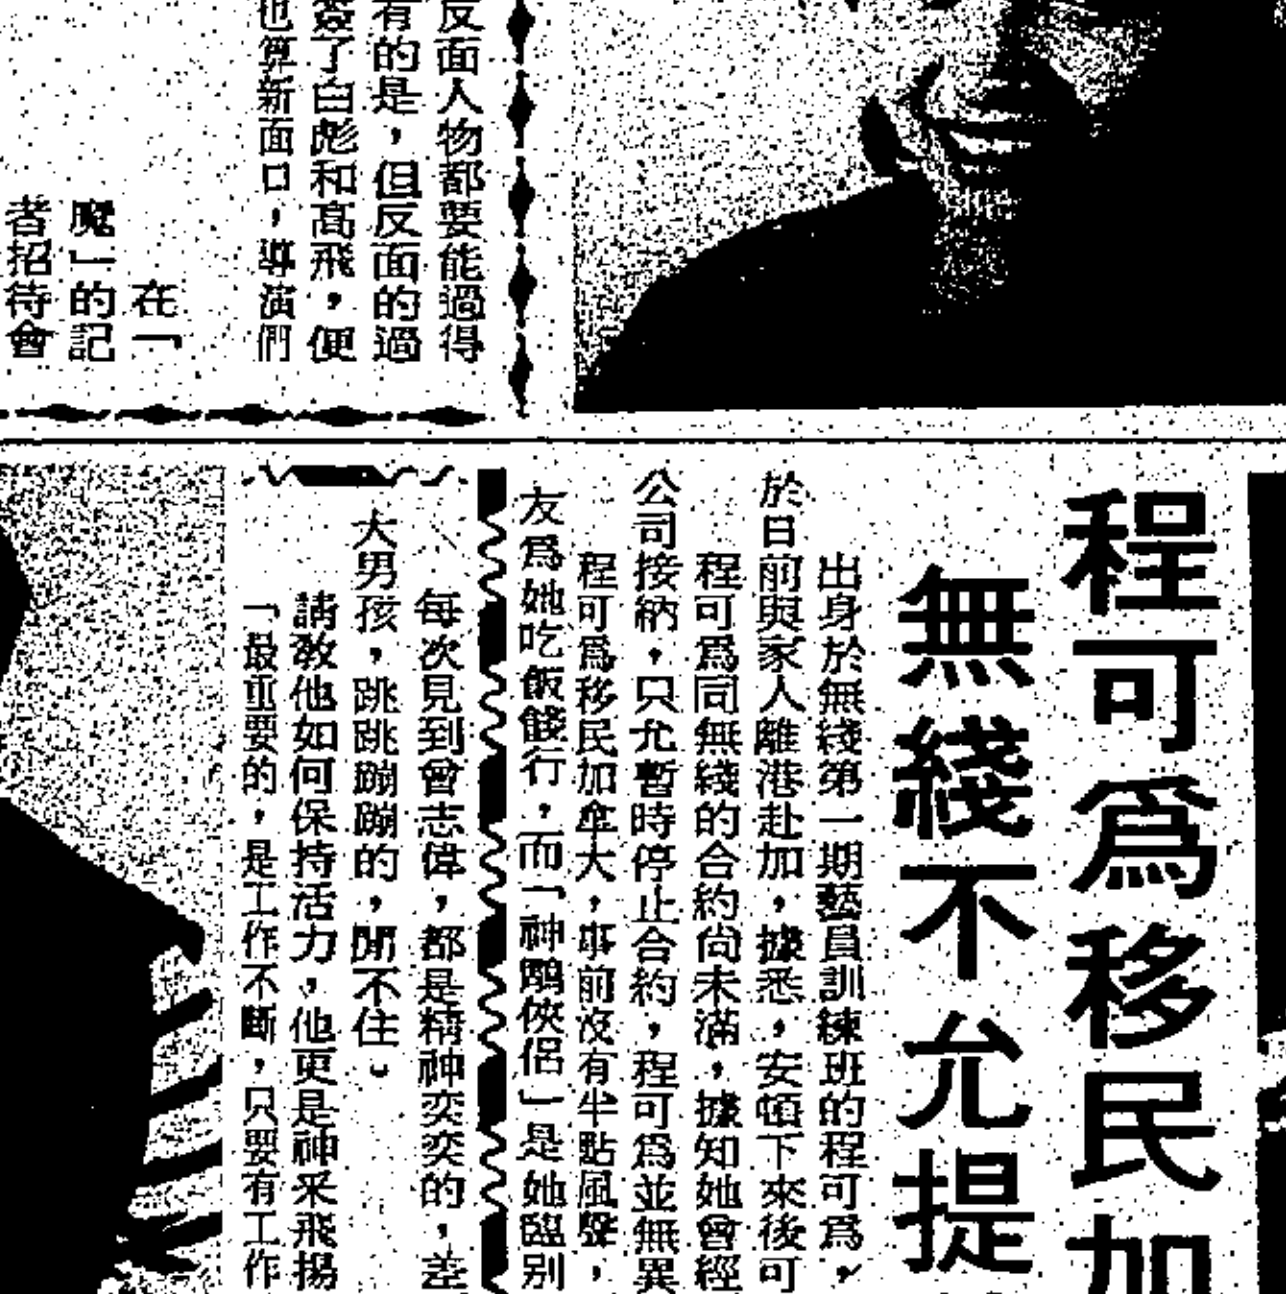 反面人物都要能過得
有的是，但反面的過
簽了白彪和高飛，便
也算新面口，導演們
在「
魔」的記
者招待會
程可爲移民加
無綫不允提
出身於無綫第一期藝員訓練班的程可爲，
於日前與家人離港赴加，據悉，安頓下來後可
程可爲同無綫的合約尚未滿，據知她曾經
公司接納，只允暫時停止合約，程可爲並無異
程可爲移民加拿大，事前沒有半點風聲，
友爲她吃飯餞行，而「神鵰俠侶」是她臨別
每次見到曾志偉，都是精神奕奕的，差
大男孩，跳跳蹦蹦的，閒不住。
請教他如何保持活力，他更是神采飛揚
「最重要的，是工作不斷，只要有工作